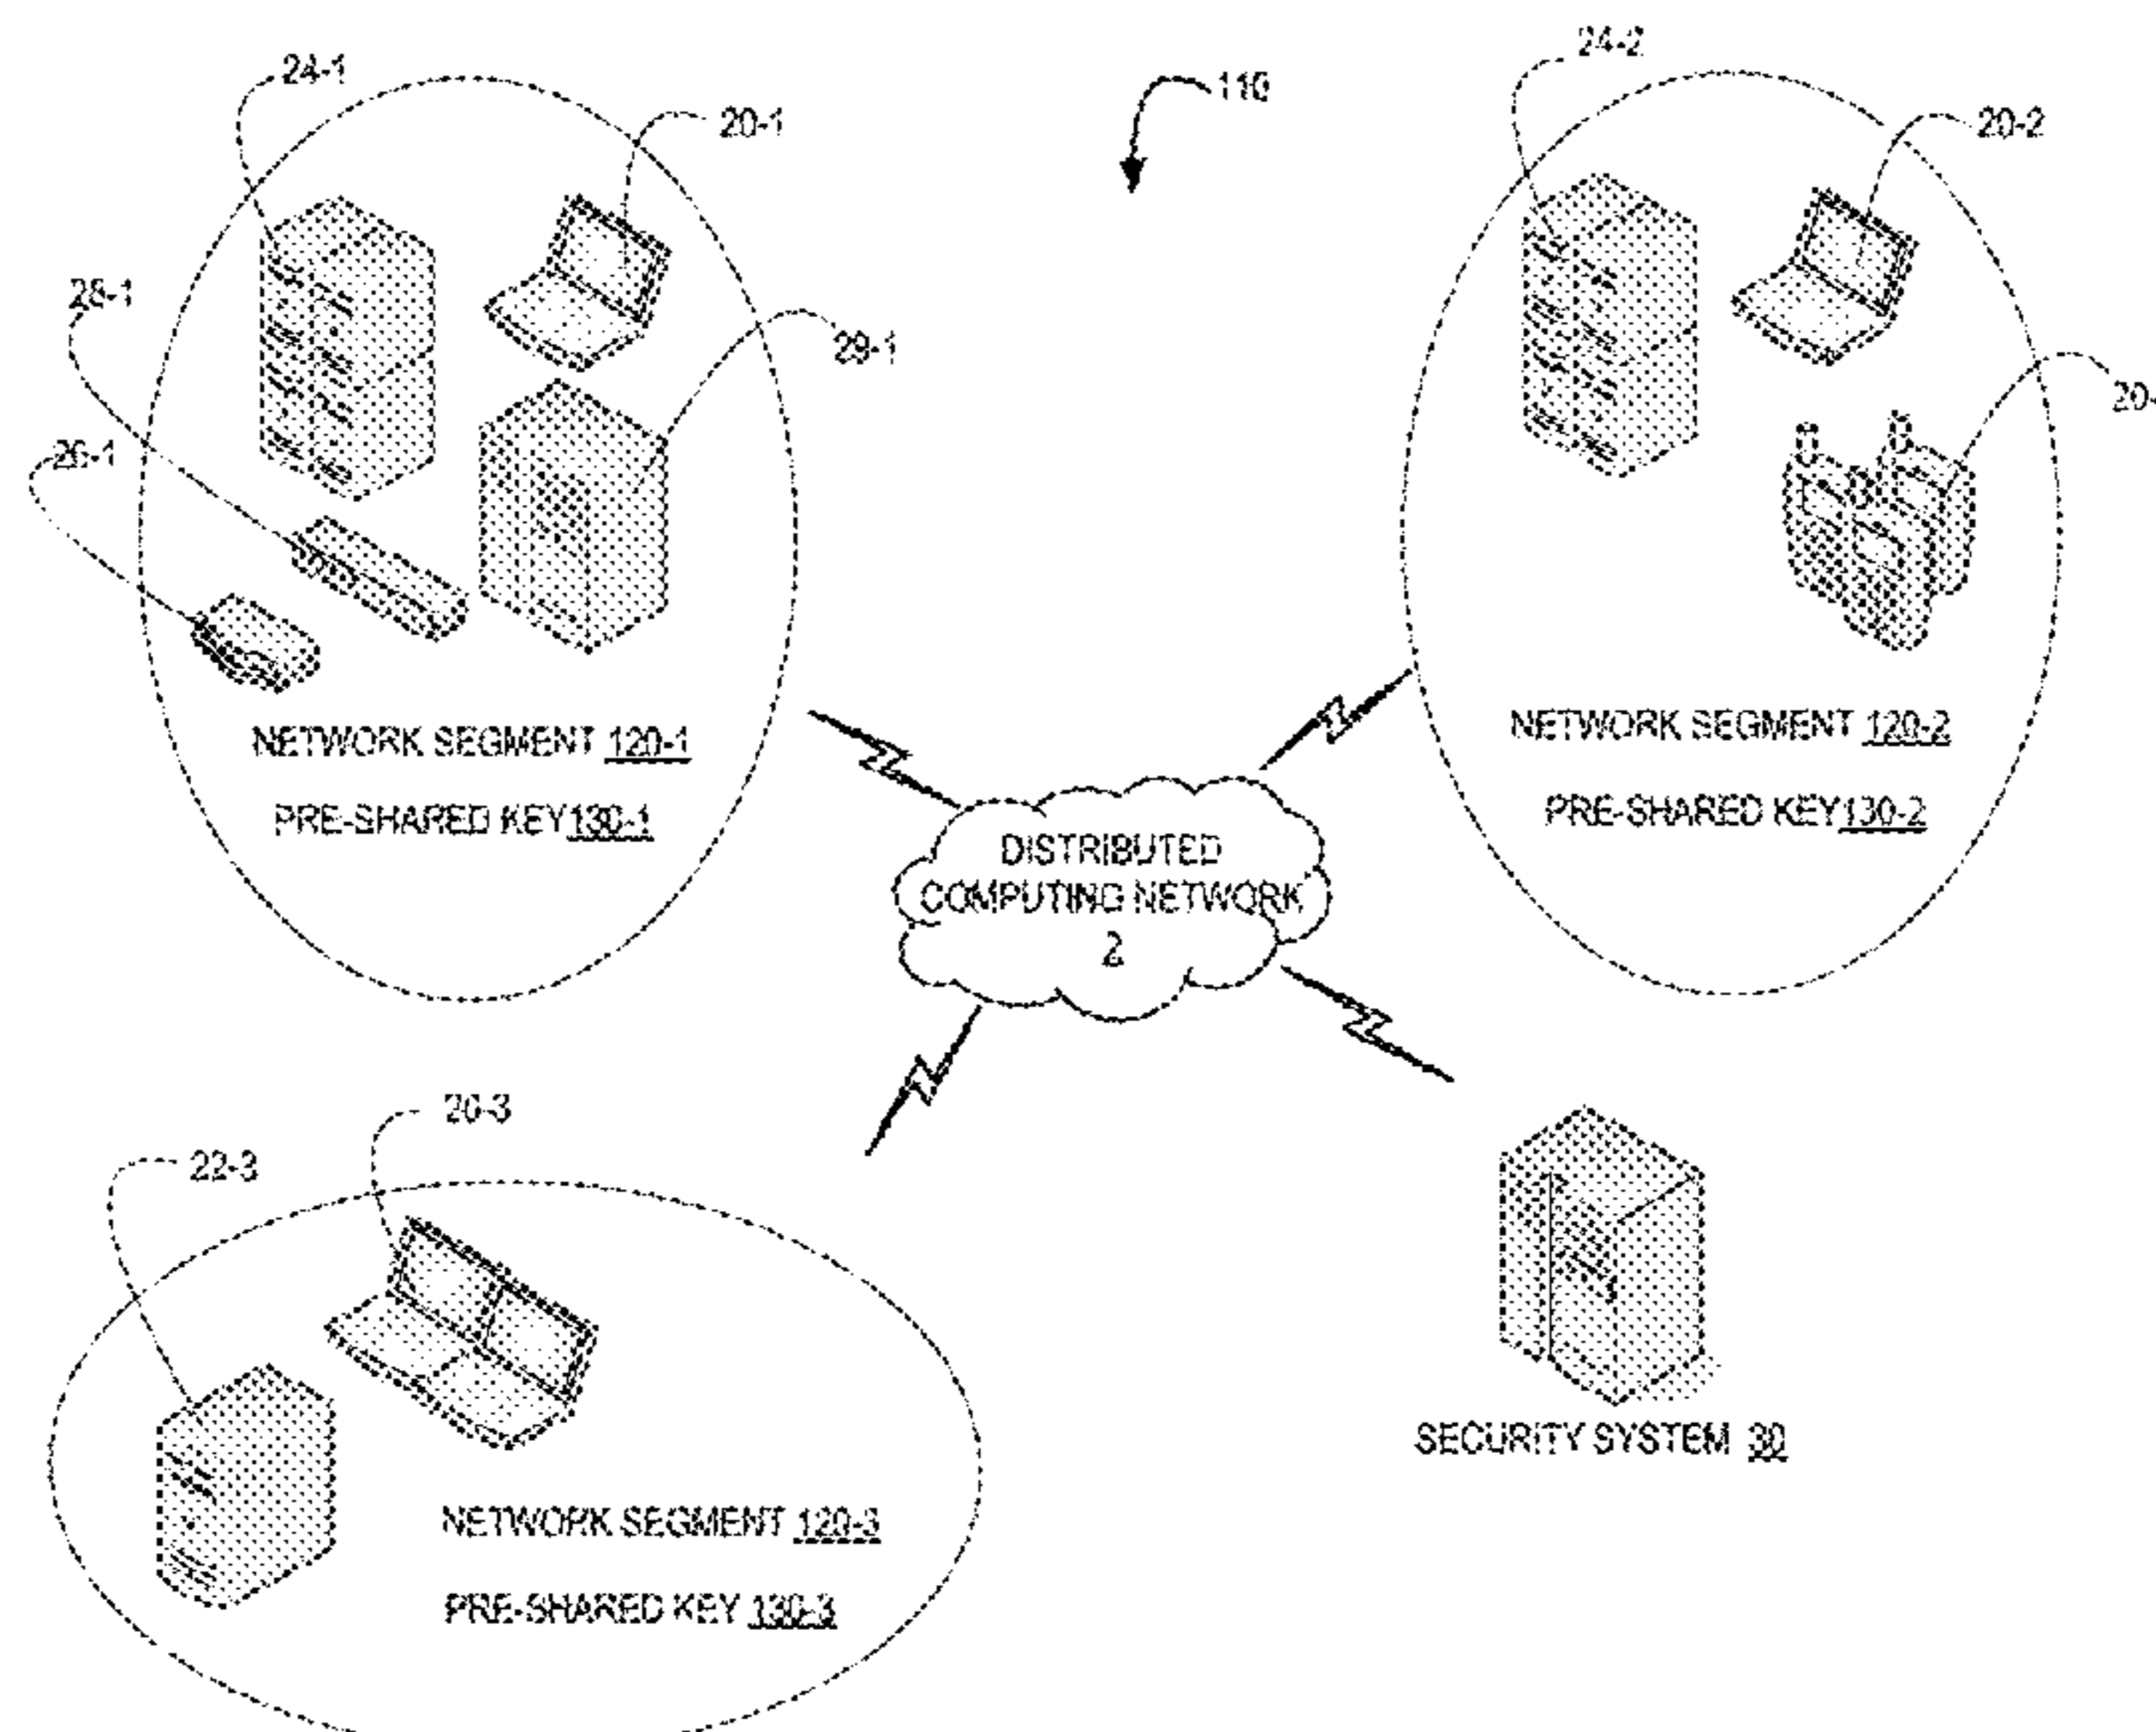 24-1
20-1
110
24-2
20-2
28-1
29-1
26-1
NETWORK SEGMENT 120-1
PRE-SHARED KEY 130-1
NETWORK SEGMENT 120-2
PRE-SHARED KEY 130-2
DISTRIBUTED
COMPUTING NETWORK
2
20-3
22-3
SECURITY SYSTEM 30
NETWORK SEGMENT 120-3
PRE-SHARED KEY 130-3